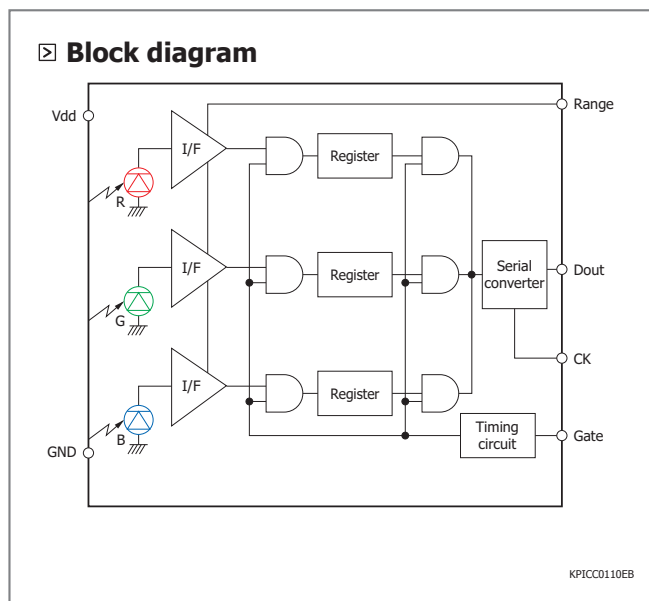 Block diagram
Vdd
Range
I/F
Register
R
I/F
Register
Serial
converter
Dout
G
CK
I/F
Register
B
Timing
circuit
Gate
GND
KPICC0110EB